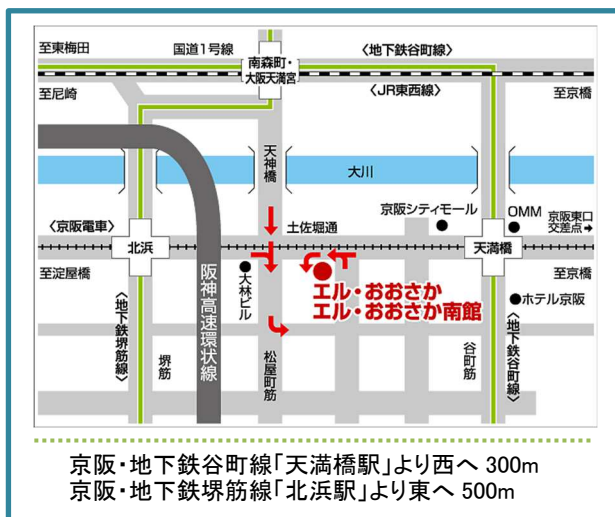 至東梅田
国道1号線
南森町・
大阪天満宮
〈地下鉄谷町線〉
至尼崎
〈JR東西線〉
至京橋
天神橋
大川
京阪シティモール
OMM
京阪東口
交差点
〈京阪電車〉
北浜
土佐堀通
天満橋
至淀屋橋
阪神高速環状線
大林ビル
エル・おおさか
エル・おおさか南館
至京橋
ホテル京阪
〈地下鉄堺筋線〉
堺筋
松屋町筋
谷町筋
〈地下鉄谷町線〉
京阪・地下鉄谷町線「天満橋駅」より西へ 300m
京阪・地下鉄堺筋線「北浜駅」より東へ 500m